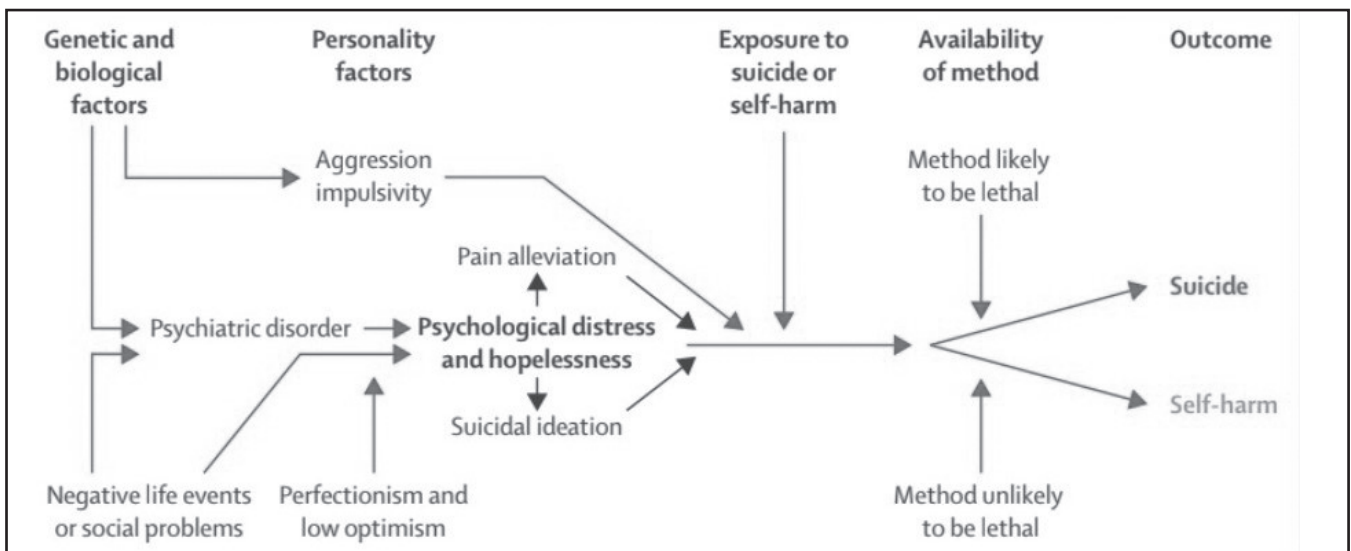 Genetic and
biological
factors
Personality
factors
Exposure to
suicide or
self-harm
Availability
of method
Outcome
Aggression
impulsivity
Method likely
to be lethal
Pain alleviation
Suicide
Psychiatric disorder
Psychological distress
and hopelessness
Suicidal ideation
Self-harm
Negative life events
or social problems
Perfectionism and
low optimism
Method unlikely
to be lethal